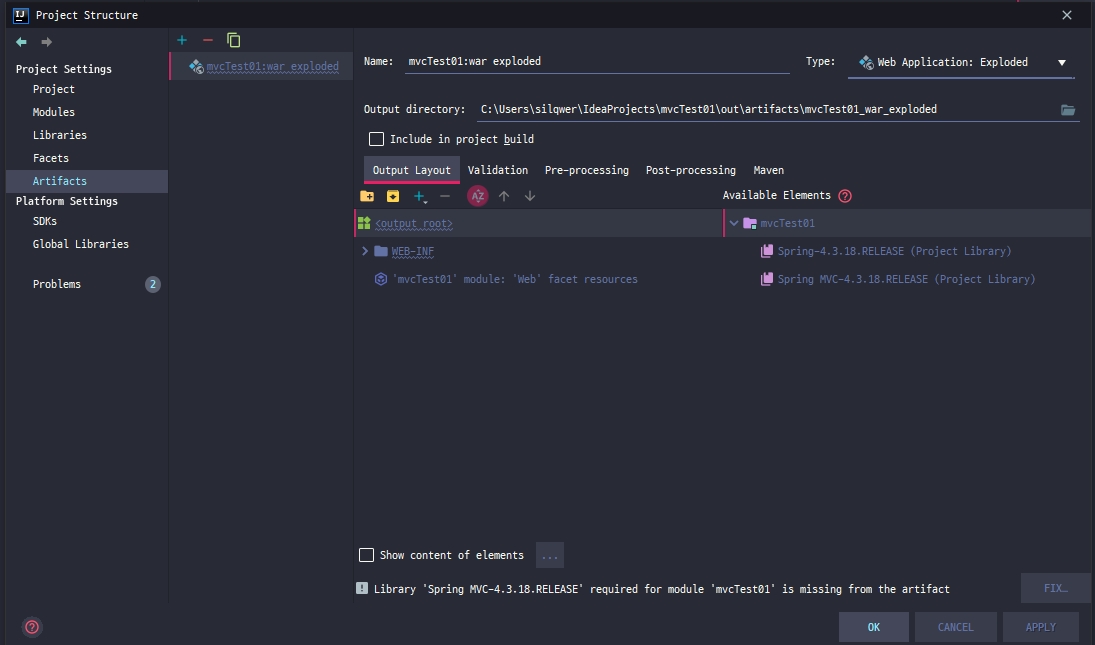 Project Structure
Project Settings
Project
Modules
Libraries
Facets
Artifacts
Platform Settings
SDKs
Global Libraries
Problems 2
mvcTest01:war exploded
Name: mvcTest01:war exploded Type: Web Application: Exploded
Output directory: C:\Users\silqwer\IdeaProjects\mvcTest01\out\artifacts\mvcTest01_war_exploded
Include in project build
Output Layout Validation Pre-processing Post-processing Maven
AZ Available Elements ?
<output root>
WEB-INF
'mvcTest01' module: 'Web' facet resources
mvcTest01
Spring-4.3.18.RELEASE (Project Library)
Spring MVC-4.3.18.RELEASE (Project Library)
Show content of elements ...
! Library 'Spring MVC-4.3.18.RELEASE' required for module 'mvcTest01' is missing from the artifact FIX…
? OK CANCEL APPLY